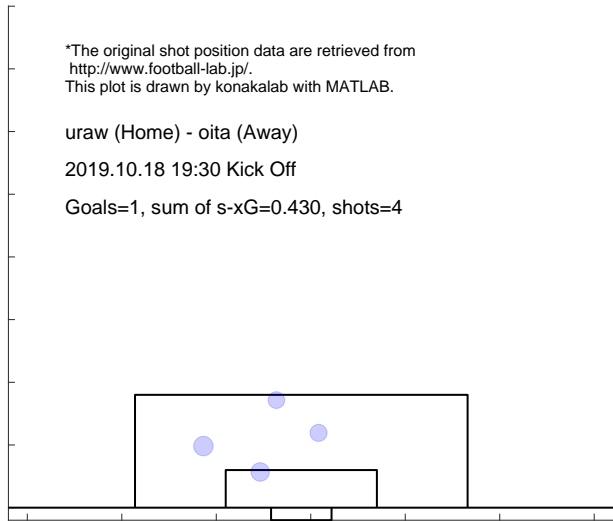 *The original shot position data are retrieved from
http://www.football-lab.jp/.
This plot is drawn by konakalab with MATLAB.
uraw (Home) - oita (Away)
2019.10.18 19:30 Kick Off
Goals=1, sum of s-xG=0.430, shots=4